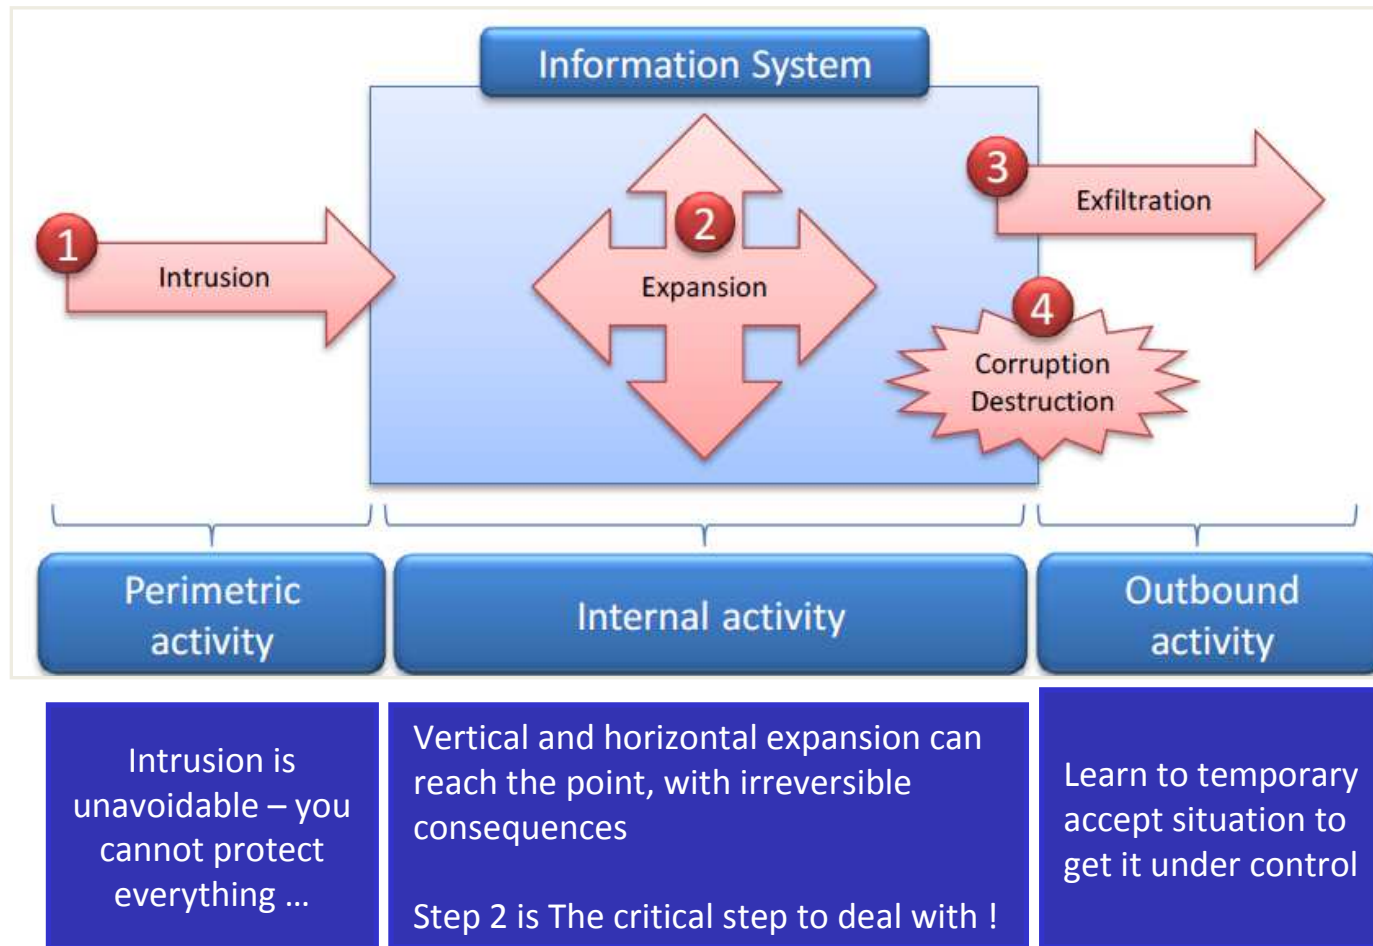 Information System
1
Intrusion
2
Expansion
3
Exfiltration
4
Corruption
Destruction
Perimetric
activity
Internal activity
Outbound
activity
Intrusion is
unavoidable – you
cannot protect
everything ...
Vertical and horizontal expansion can
reach the point, with irreversible
consequences
Step 2 is The critical step to deal with !
Learn to temporary
accept situation to
get it under control